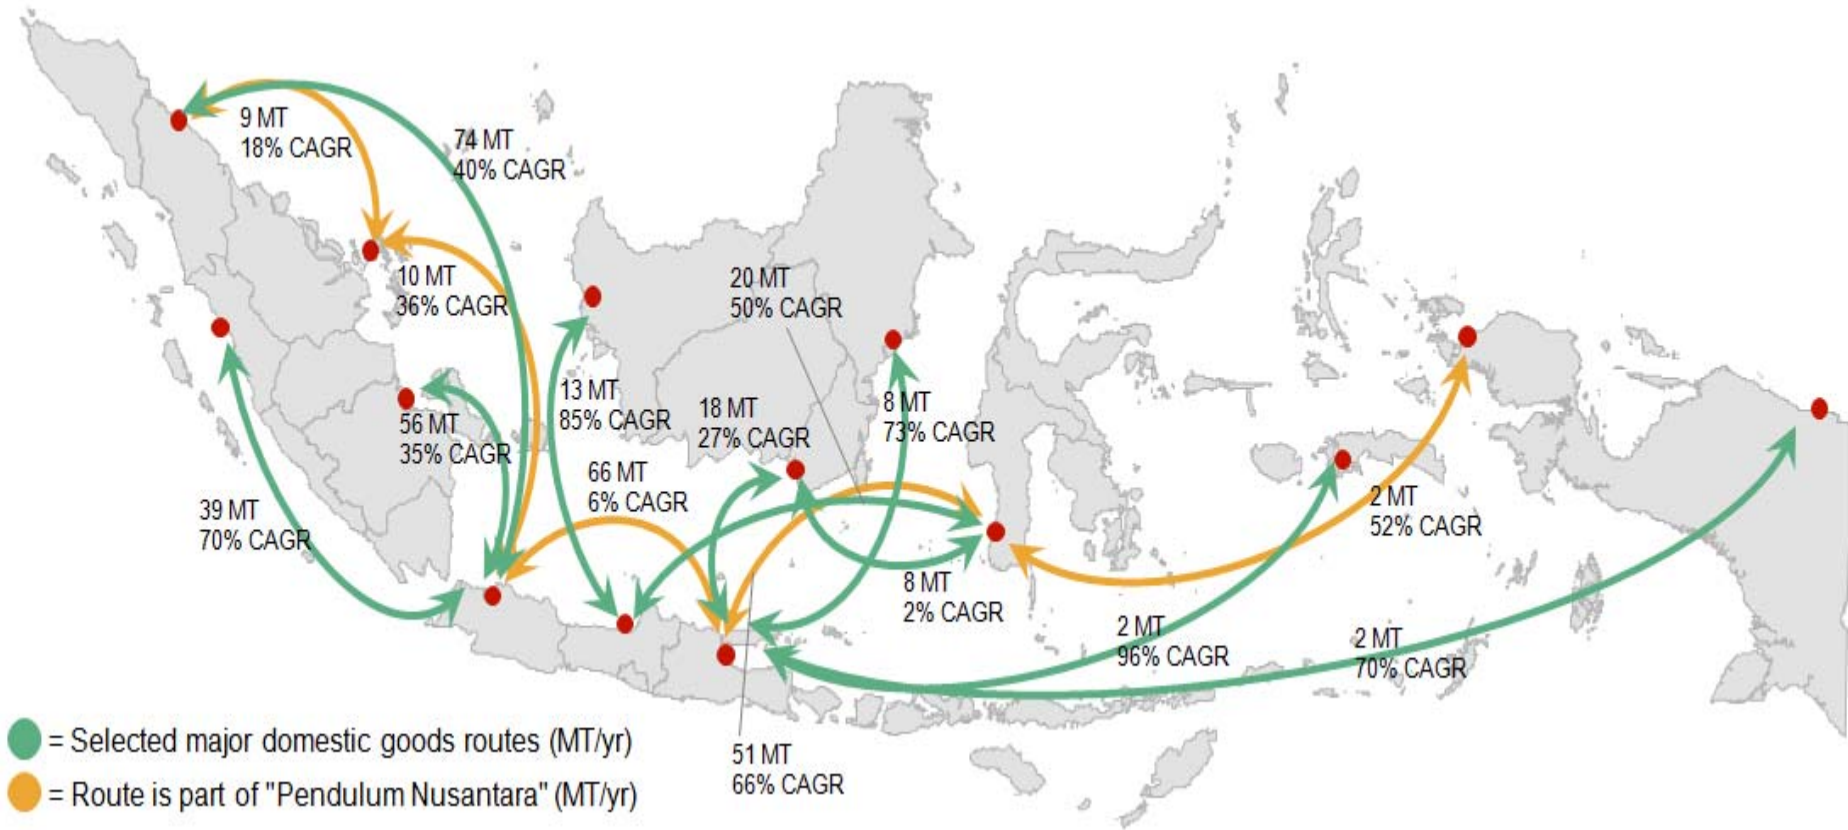 9 MT
18% CAGR
74 MT
40% CAGR
10 MT
36% CAGR
20 MT
50% CAGR
13 MT
85% CAGR
18 MT
27% CAGR
8 MT
73% CAGR
56 MT
35% CAGR
66 MT
6% CAGR
39 MT
70% CAGR
2 MT
52% CAGR
8 MT
2% CAGR
2 MT
96% CAGR
2 MT
70% CAGR
51 MT
66% CAGR
= Selected major domestic goods routes (MT/yr)
= Route is part of "Pendulum Nusantara" (MT/yr)